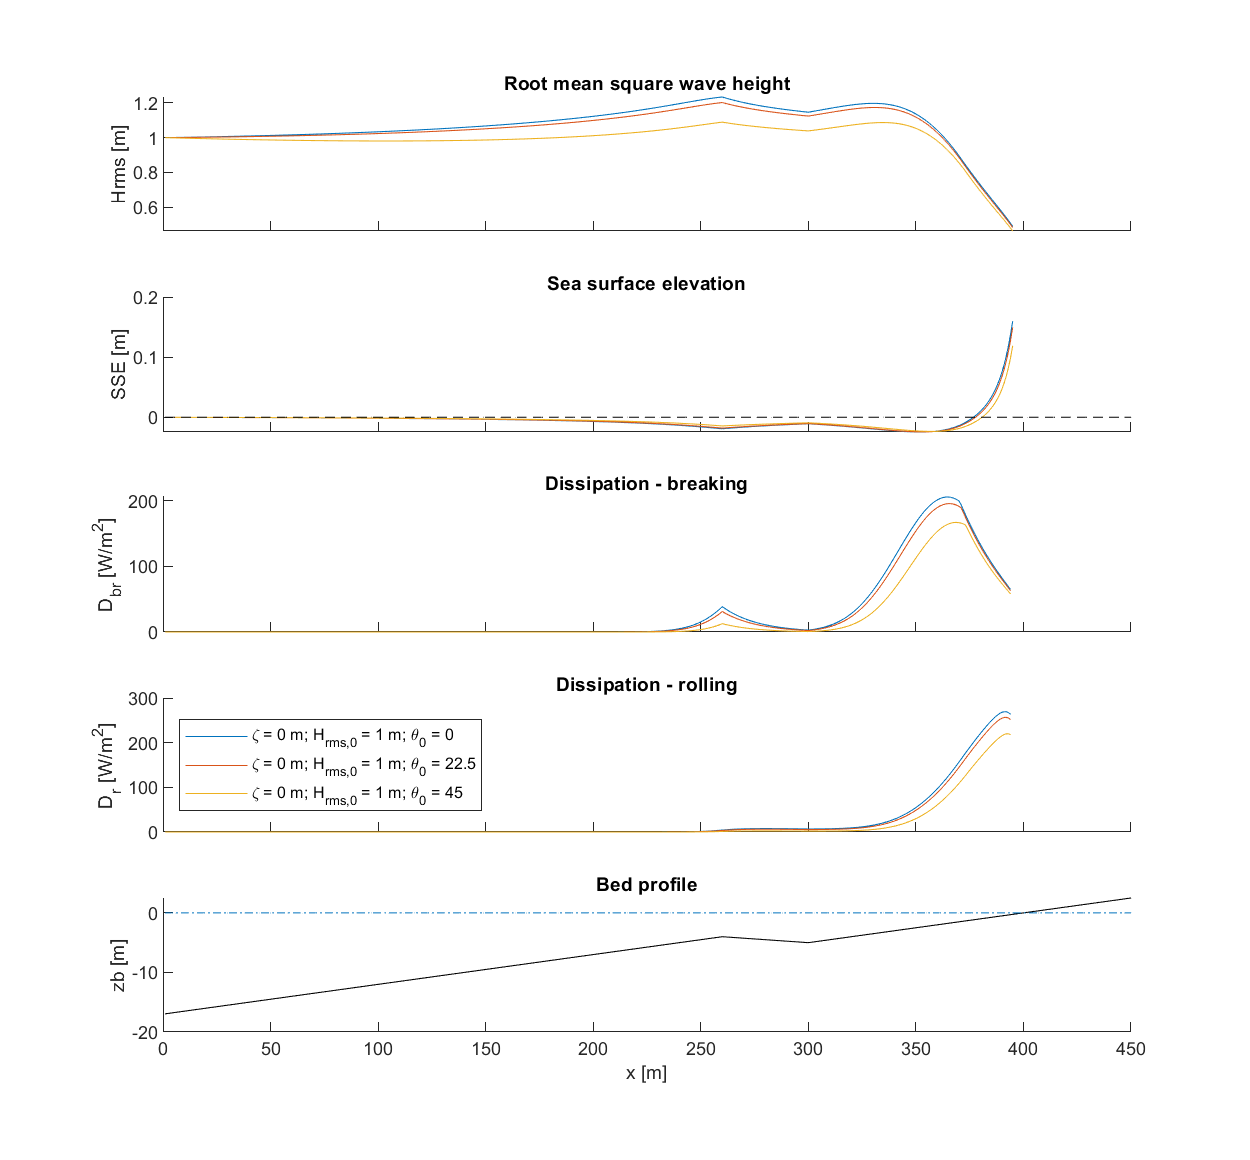 Root mean square wave height
Hrms [m]
1.2
1
0.8
0.6
Sea surface elevation
SSE [m]
0.2
0.1
0
Dissipation - breaking
D_br [W/m²]
200
100
0
Dissipation - rolling
D_r [W/m²]
300
200
100
0
ζ = 0 m; H_rms,0 = 1 m; θ_0 = 0
ζ = 0 m; H_rms,0 = 1 m; θ_0 = 22.5
ζ = 0 m; H_rms,0 = 1 m; θ_0 = 45
Bed profile
zb [m]
0
-10
-20
0 50 100 150 200 250 300 350 400 450
x [m]